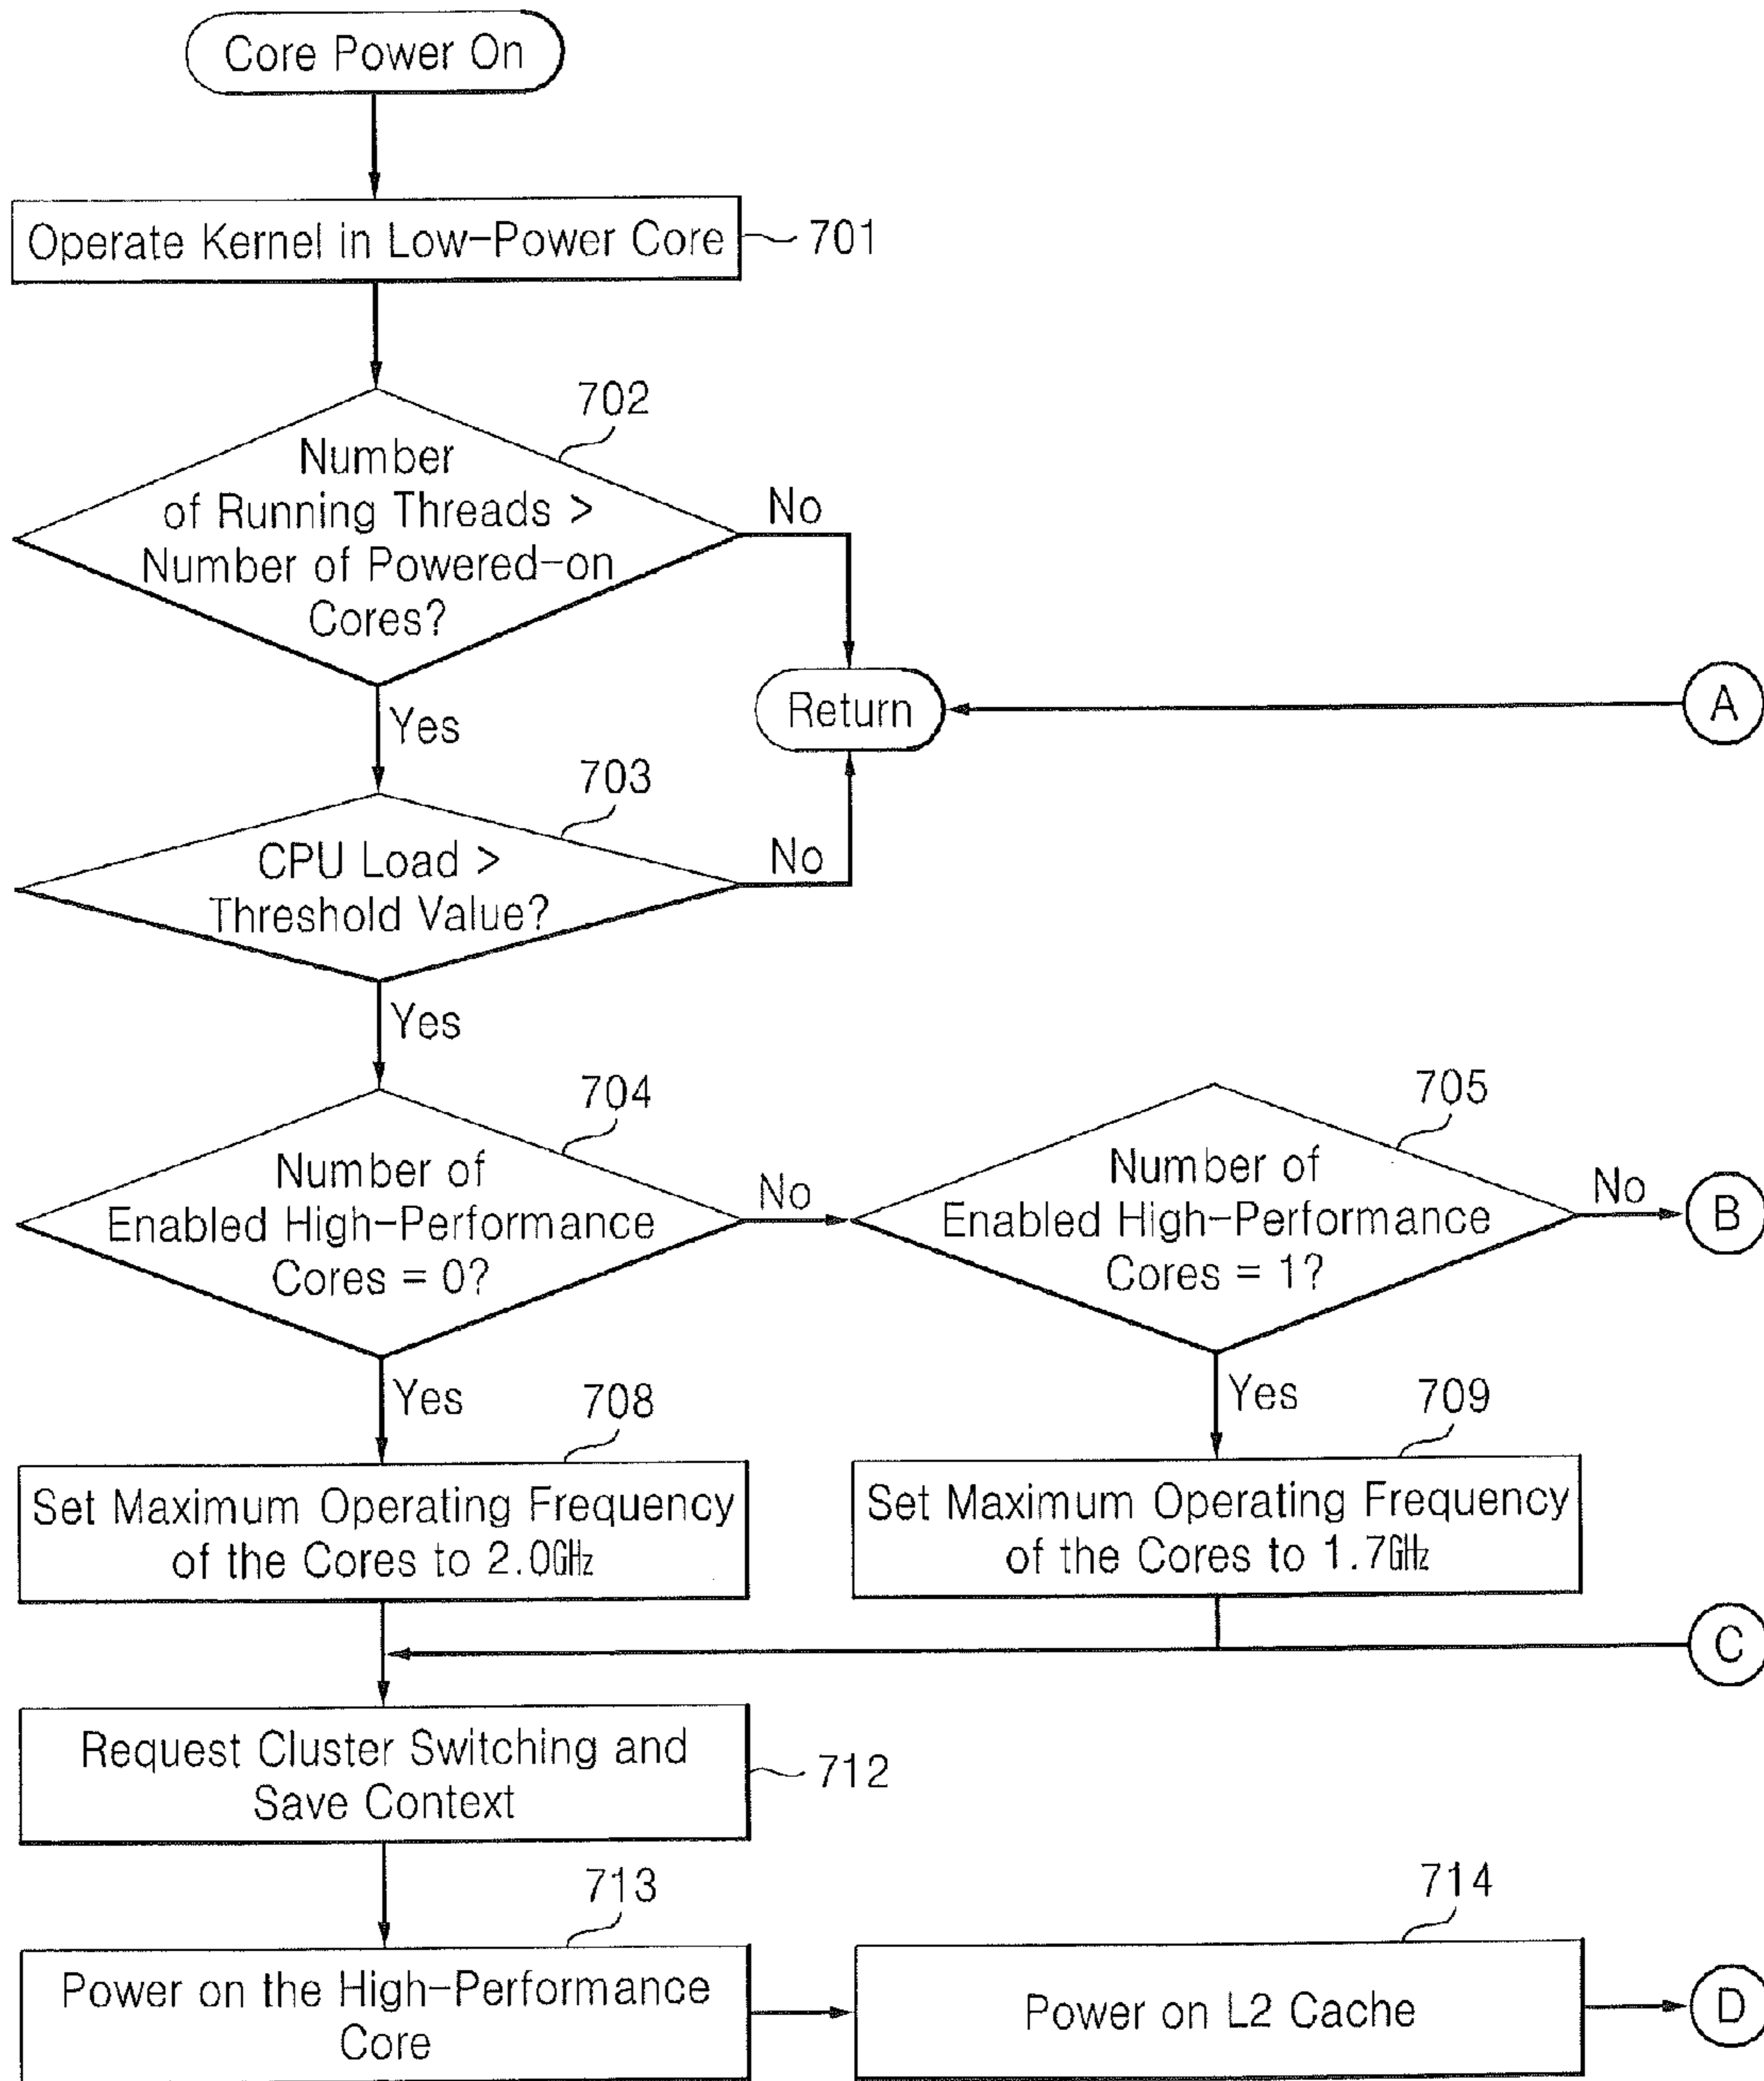 Core Power On
Operate Kernel in Low-Power Core
701
702
Number
of Running Threads >
Number of Powered-on
Cores?
No
Return
A
Yes
703
CPU Load >
Threshold Value?
No
Yes
704
Number of
Enabled High-Performance
Cores = 0?
No
705
Number of
Enabled High-Performance
Cores = 1?
No
B
Yes
708
Set Maximum Operating Frequency
of the Cores to 2.0GHz
Yes
709
Set Maximum Operating Frequency
of the Cores to 1.7GHz
C
Request Cluster Switching and
Save Context
712
713
Power on the High-Performance
Core
714
Power on L2 Cache
D